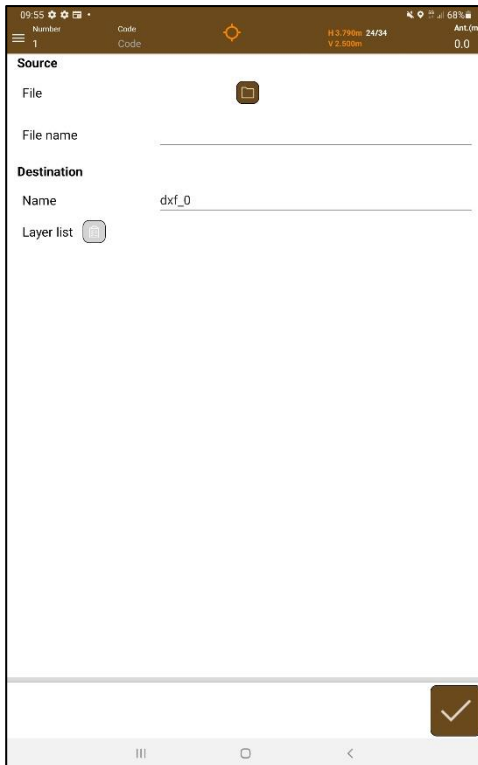 09:55 68%
Number Code H 3.790m 24/34 Ant.(m
1 Code V 2.500m 0.0
Source
File
File name
Destination
Name dxf_0
Layer list